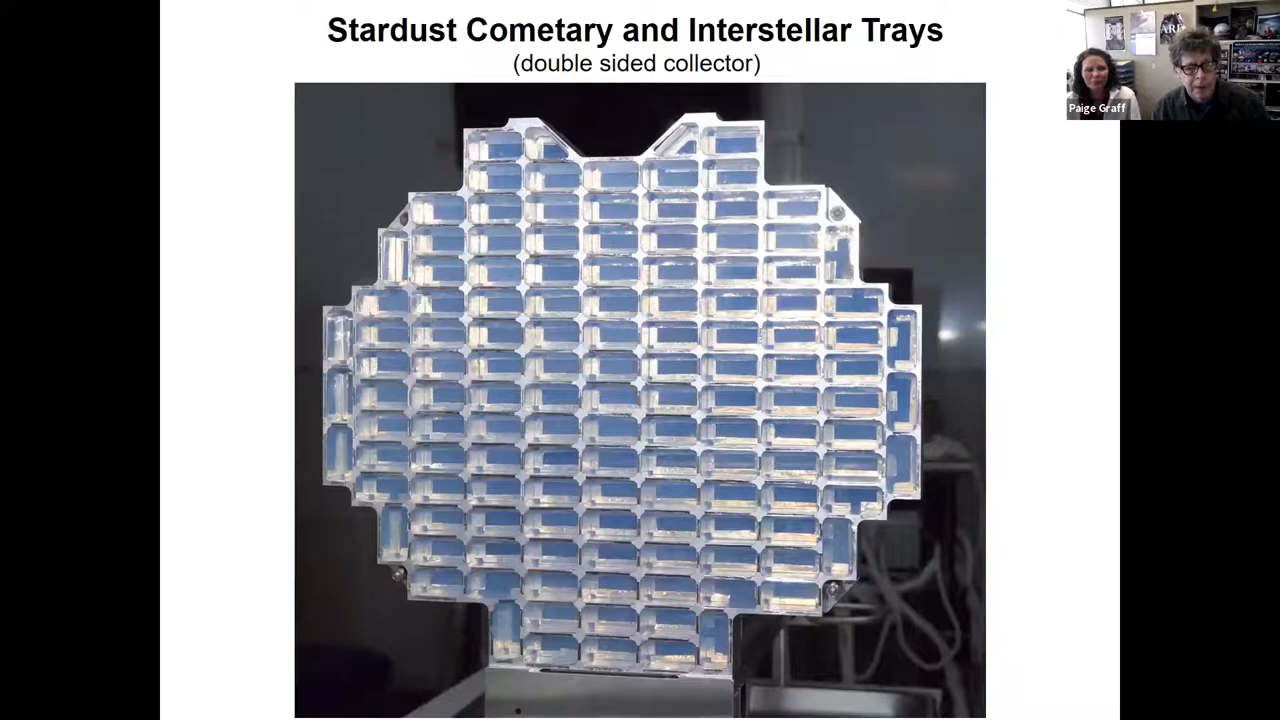 Stardust Cometary and Interstellar Trays
(double sided collector)
Paige Graff